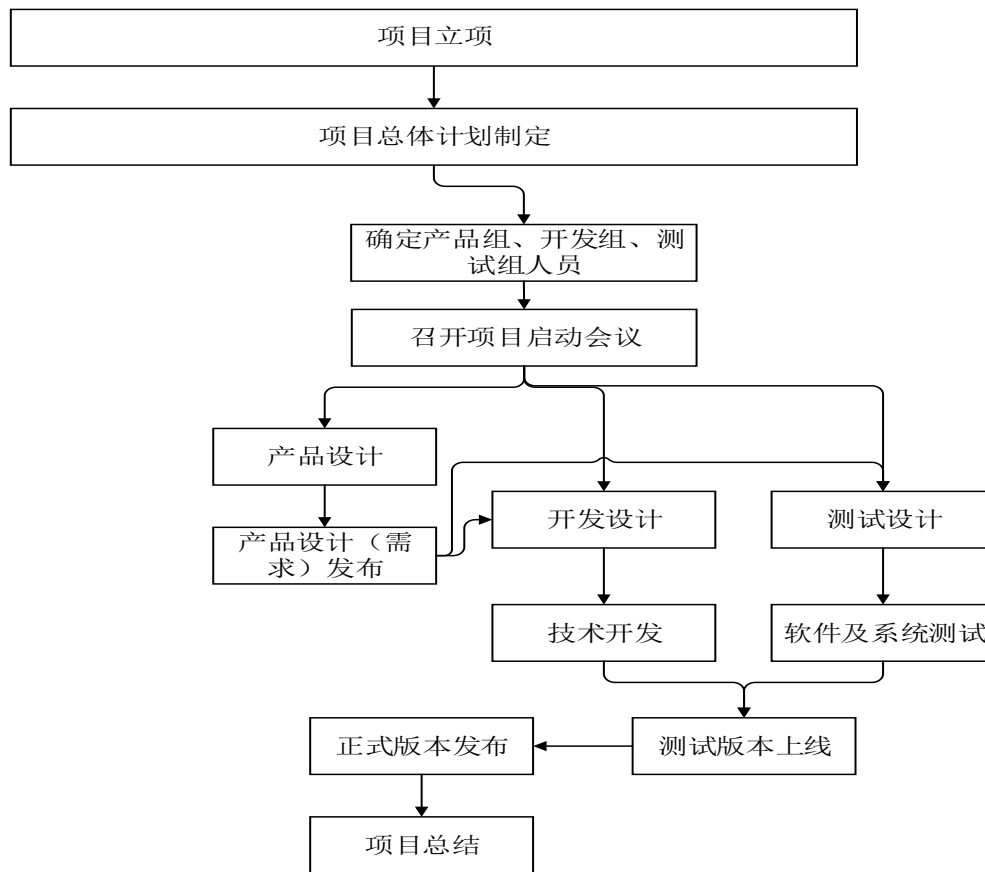 项目立项
项目总体计划制定
确定产品组、开发组、测
试组人员
召开项目启动会议
产品设计
产品设计（需
求）发布
开发设计
测试设计
技术开发
软件及系统测试
正式版本发布
测试版本上线
项目总结